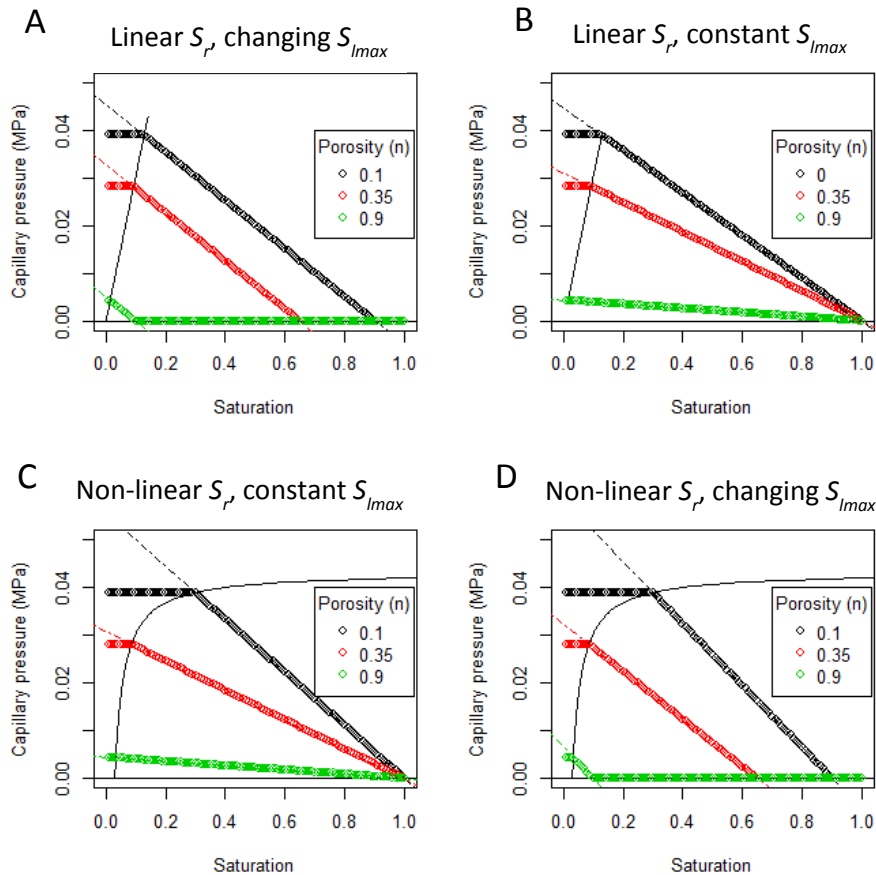 A
Linear Sr, changing Slmax
Capillary pressure (MPa)
0.00
0.02
0.04
Porosity (n)
0.1
0.35
0.9
0.0
0.2
0.4
0.6
0.8
1.0
Saturation
B
Linear Sr, constant Slmax
Capillary pressure (MPa)
0.00
0.02
0.04
Porosity (n)
0
0.35
0.9
0.0
0.2
0.4
0.6
0.8
1.0
Saturation
C
Non-linear Sr, constant Slmax
Capillary pressure (MPa)
0.00
0.02
0.04
Porosity (n)
0.1
0.35
0.9
0.0
0.2
0.4
0.6
0.8
1.0
Saturation
D
Non-linear Sr, changing Slmax
Capillary pressure (MPa)
0.00
0.02
0.04
Porosity (n)
0.1
0.35
0.9
0.0
0.2
0.4
0.6
0.8
1.0
Saturation